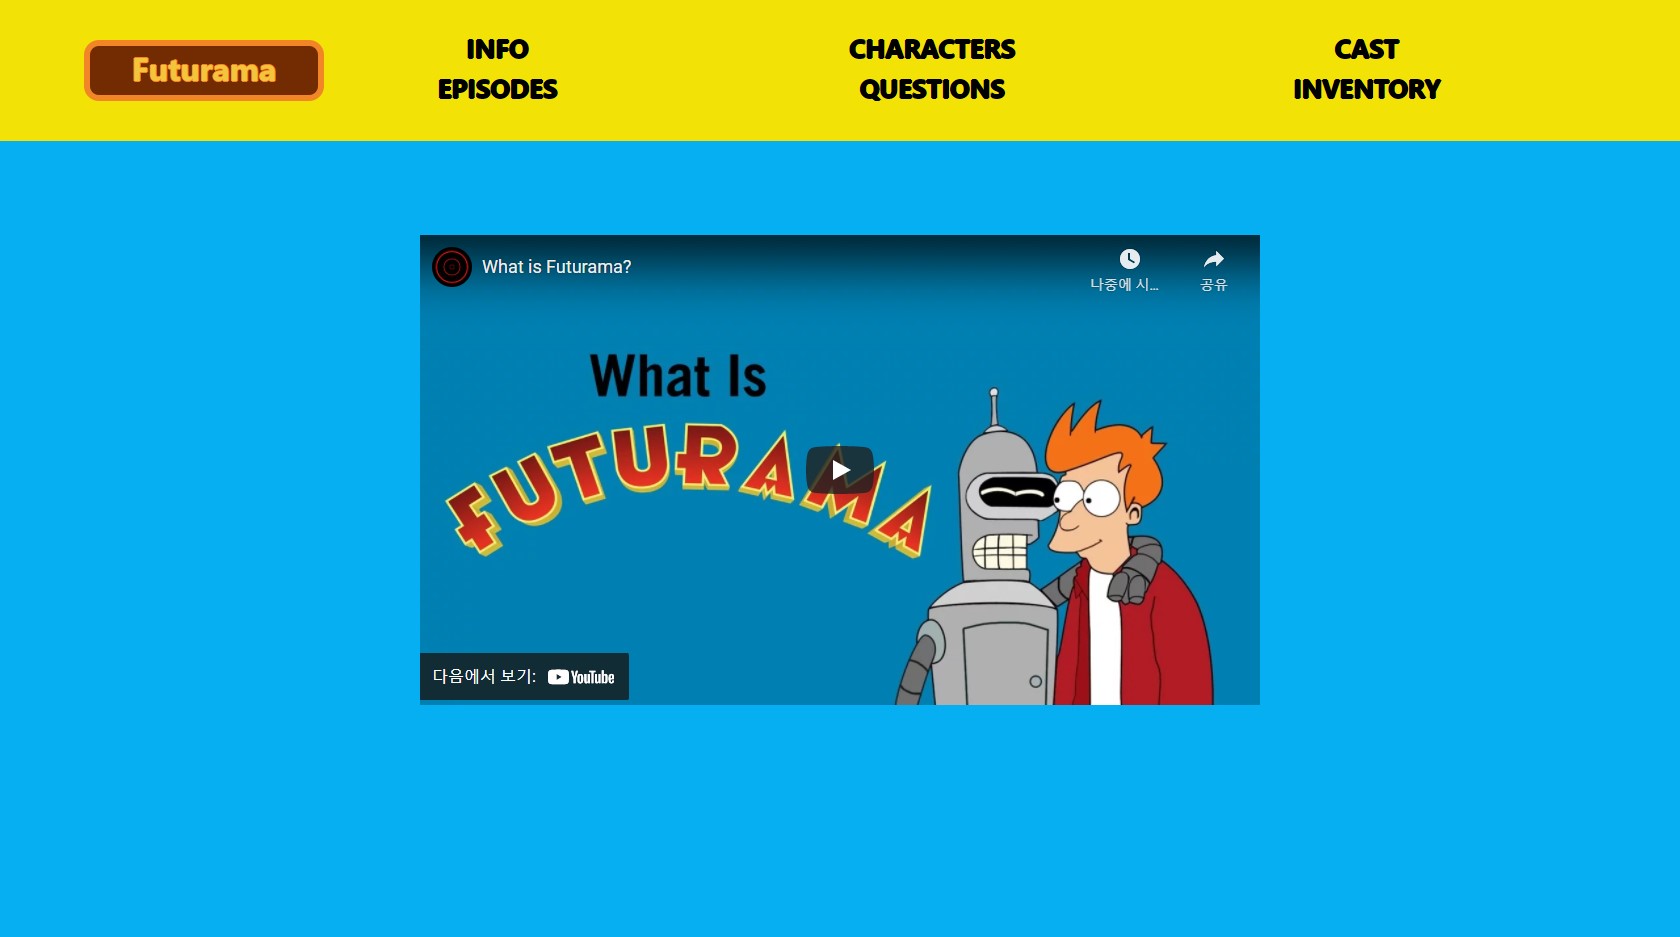 Futurama
INFO
CHARACTERS
CAST
EPISODES
QUESTIONS
INVENTORY
What is Futurama?
나중에 시...
공유
What Is
FUTURAMA
다음에서 보기: YouTube